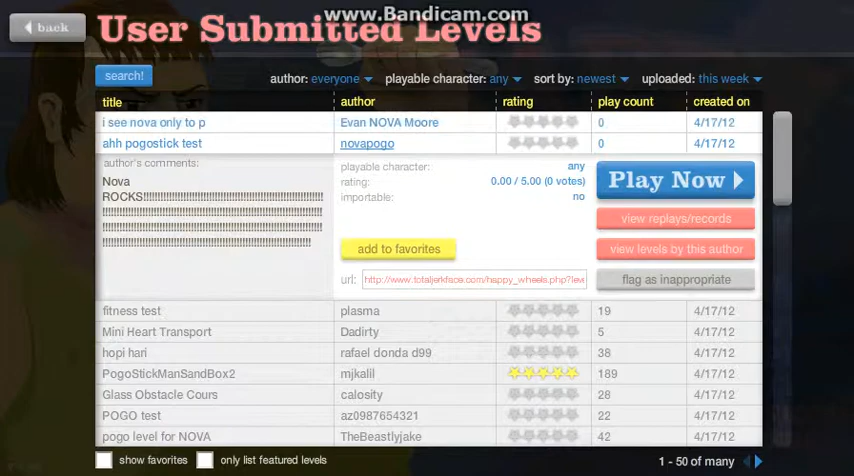 www.Bandicam.com
back
User Submitted Levels
search!
author: everyone playable character: any sort by: newest uploaded: this week
title author rating play count created on
i see nova only to p Evan NOVA Moore 0 4/17/12
ahh pogostick test novapogo 0 4/17/12
author's comments:
Nova
ROCKS!!!!!!!!!!!!!!!!!!!!!!!!!!!!!!!!!!!!!!!!!!!!!!!!!!!!!!!!!!!!
!!!!!!!!!!!!!!!!!!!!!!!!!!!!!!!!!!!!!!!!!!!!!!!!!!!!!!!!!!!!!!!!!!!!!!!!!
!!!!!!!!!!!!!!!!!!!!!!!!!!!!!!!!!!!!!!!!!!!!!!!!!!!!!!!!!!!!!!!!!!!!!!!!!
!!!!!!!!!!!!!!!!!!!!!!!!!!!!!!!!!!!!!!!!!!!!!!!!!!!!!!!!!!!!!!!!!!!!!
playable character: any
rating: 0.00 / 5.00 (0 votes)
importable: no
add to favorites
url: http://www.totaljerkface.com/happy_wheels.php?leve
Play Now
view replays/records
view levels by this author
flag as inappropriate
fitness test plasma 19 4/17/12
Mini Heart Transport Dadirty 5 4/17/12
hopi hari rafael donda d99 38 4/17/12
PogoStickManSandBox2 mjkalil 189 4/17/12
Glass Obstacle Cours calosity 28 4/17/12
POGO test az0987654321 22 4/17/12
pogo level for NOVA TheBeastlyjake 42 4/17/12
show favorites only list featured levels 1 - 50 of many